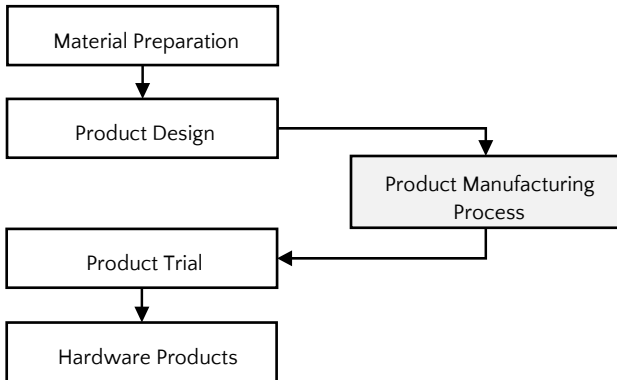 Material Preparation
Product Design
Product Manufacturing
Process
Product Trial
Hardware Products